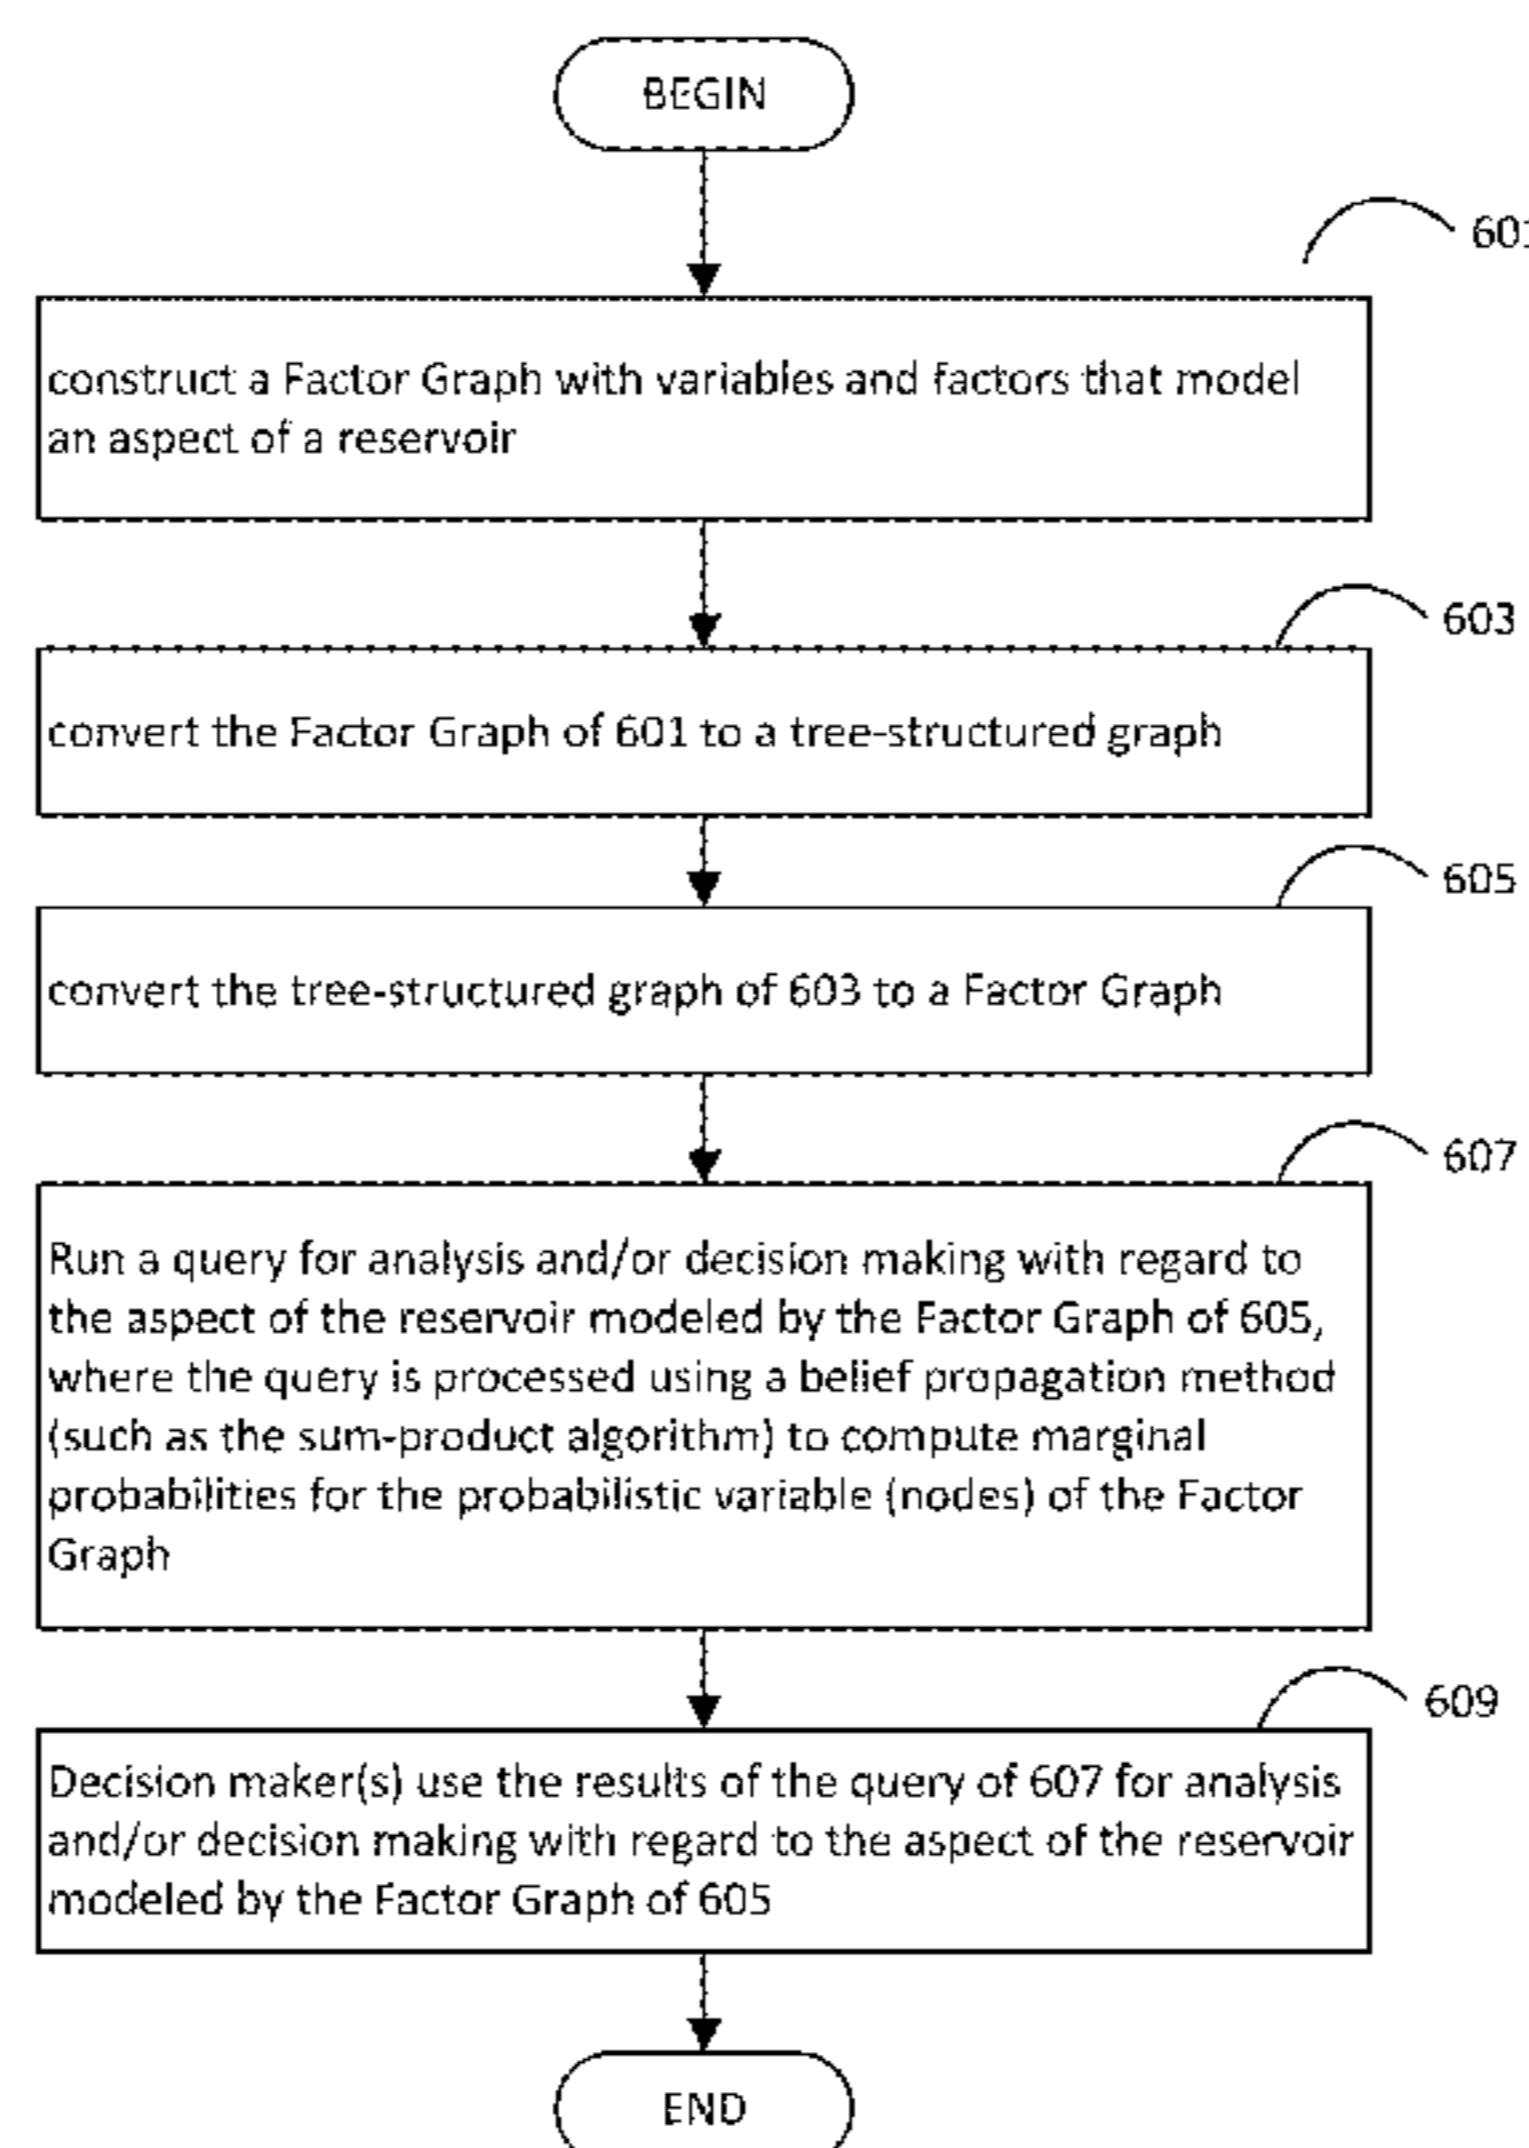 BEGIN
601
construct a Factor Graph with variables and factors that model
an aspect of a reservoir
603
convert the Factor Graph of 601 to a tree-structured graph
605
convert the tree-structured graph of 603 to a Factor Graph
607
Run a query for analysis and/or decision making with regard to
the aspect of the reservoir modeled by the Factor Graph of 605,
where the query is processed using a belief propagation method
(such as the sum-product algorithm) to compute marginal
probabilities for the probabilistic variable (nodes) of the Factor
Graph
609
Decision maker(s) use the results of the query of 607 for analysis
and/or decision making with regard to the aspect of the reservoir
modeled by the Factor Graph of 605
END